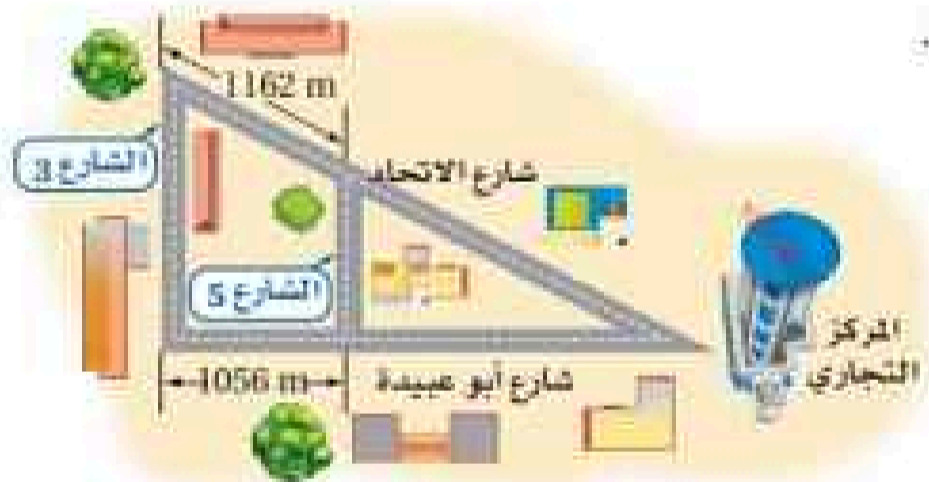 1162 m
الشارع 3
شارع الاتحاد
الشارع 5
المركز
التجاري
1056 m
شارع أبو عبيدة